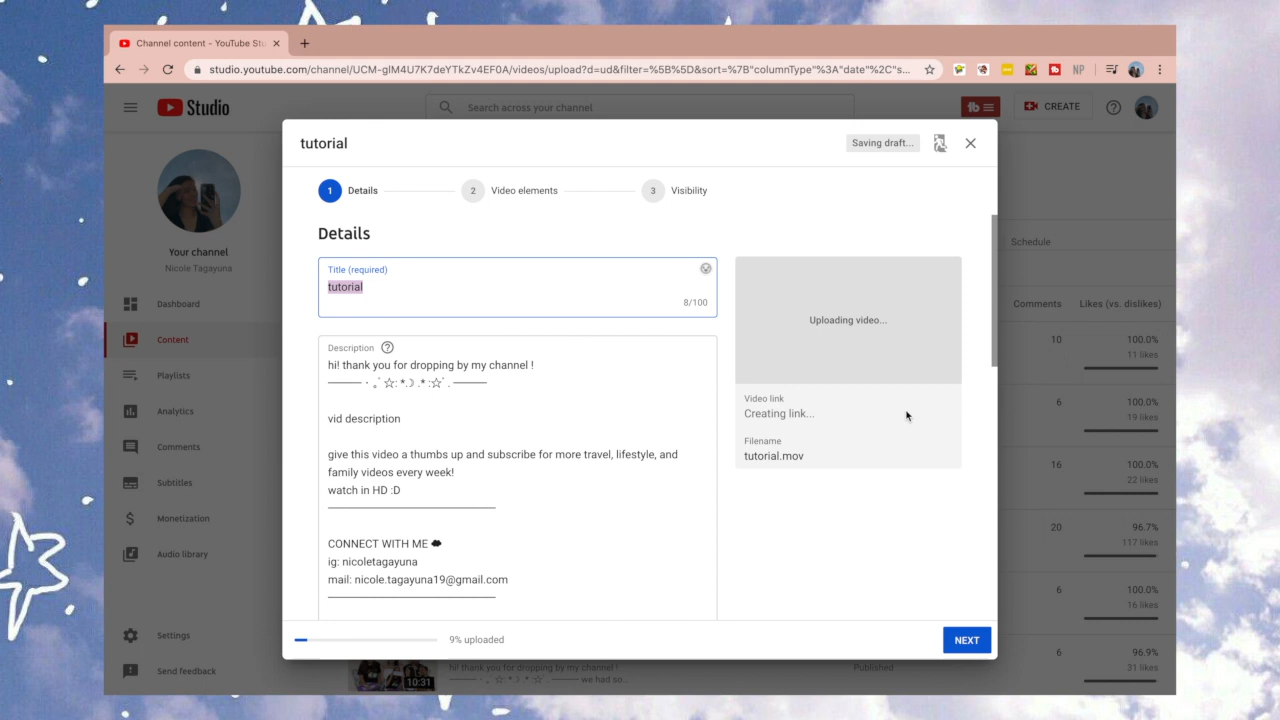 Channel content - YouTube Stu
studio.youtube.com/channel/UCM-gIM4U7K7deYTkZv4EF0A/videos/upload?d=ud&filter=%5B%5D&sort=%7B"columnType"%3A"date"%2C"s...
NP
Studio
Search across your channel
CREATE
tutorial
Saving draft...
1 Details
2 Video elements
3 Visibility
Your channel
Nicole Tagayuna
Dashboard
Content
Playlists
Analytics
Comments
Subtitles
Monetization
Audio library
Settings
Send feedback
Details
Title (required)
tutorial
8/100
Description
hi! thank you for dropping by my channel !
──── ･ ｡ﾟ☆: *.☽ .* :☆ﾟ. ────
vid description
give this video a thumbs up and subscribe for more travel, lifestyle, and
family videos every week!
watch in HD :D
CONNECT WITH ME
ig: nicoletagayuna
mail: nicole.tagayuna19@gmail.com
Uploading video...
Video link
Creating link...
Filename
tutorial.mov
9% uploaded
NEXT
Schedule
Comments Likes (vs. dislikes)
10 100.0%
11 likes
6 100.0%
19 likes
16 100.0%
22 likes
20 96.7%
117 likes
6 100.0%
16 likes
6 96.9%
31 likes
10:31
hi! thank you for dropping by my channel !
──── ･ ｡ﾟ☆: *.☽ .* :☆ﾟ. ──── we had so...
Published